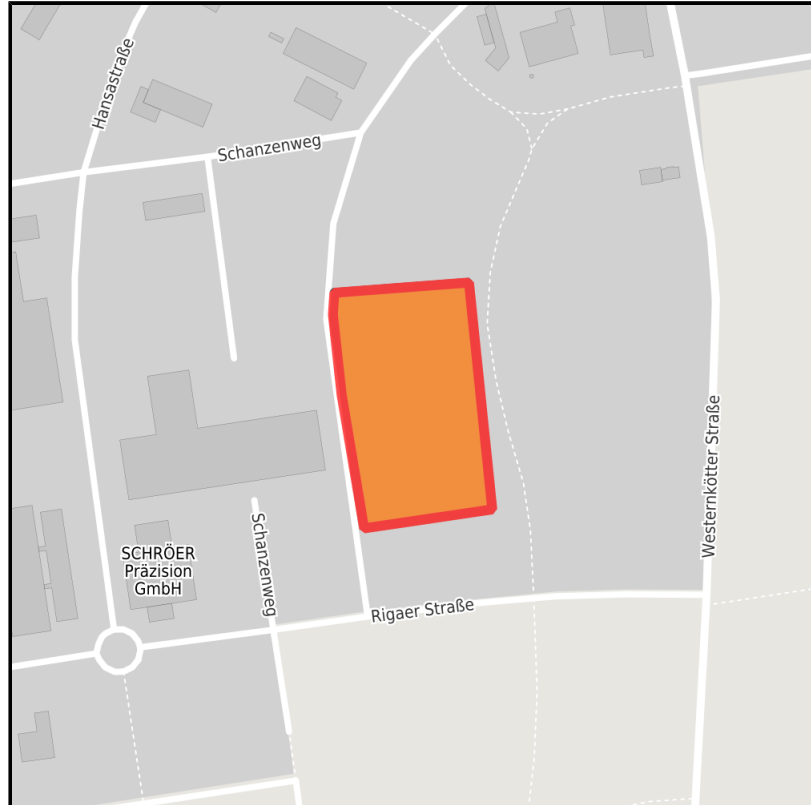 Hansastraße
Schanzenweg
Westernkötter Straße
Schanzenweg
SCHRÖER
Präzision
GmbH
Rigaer Straße